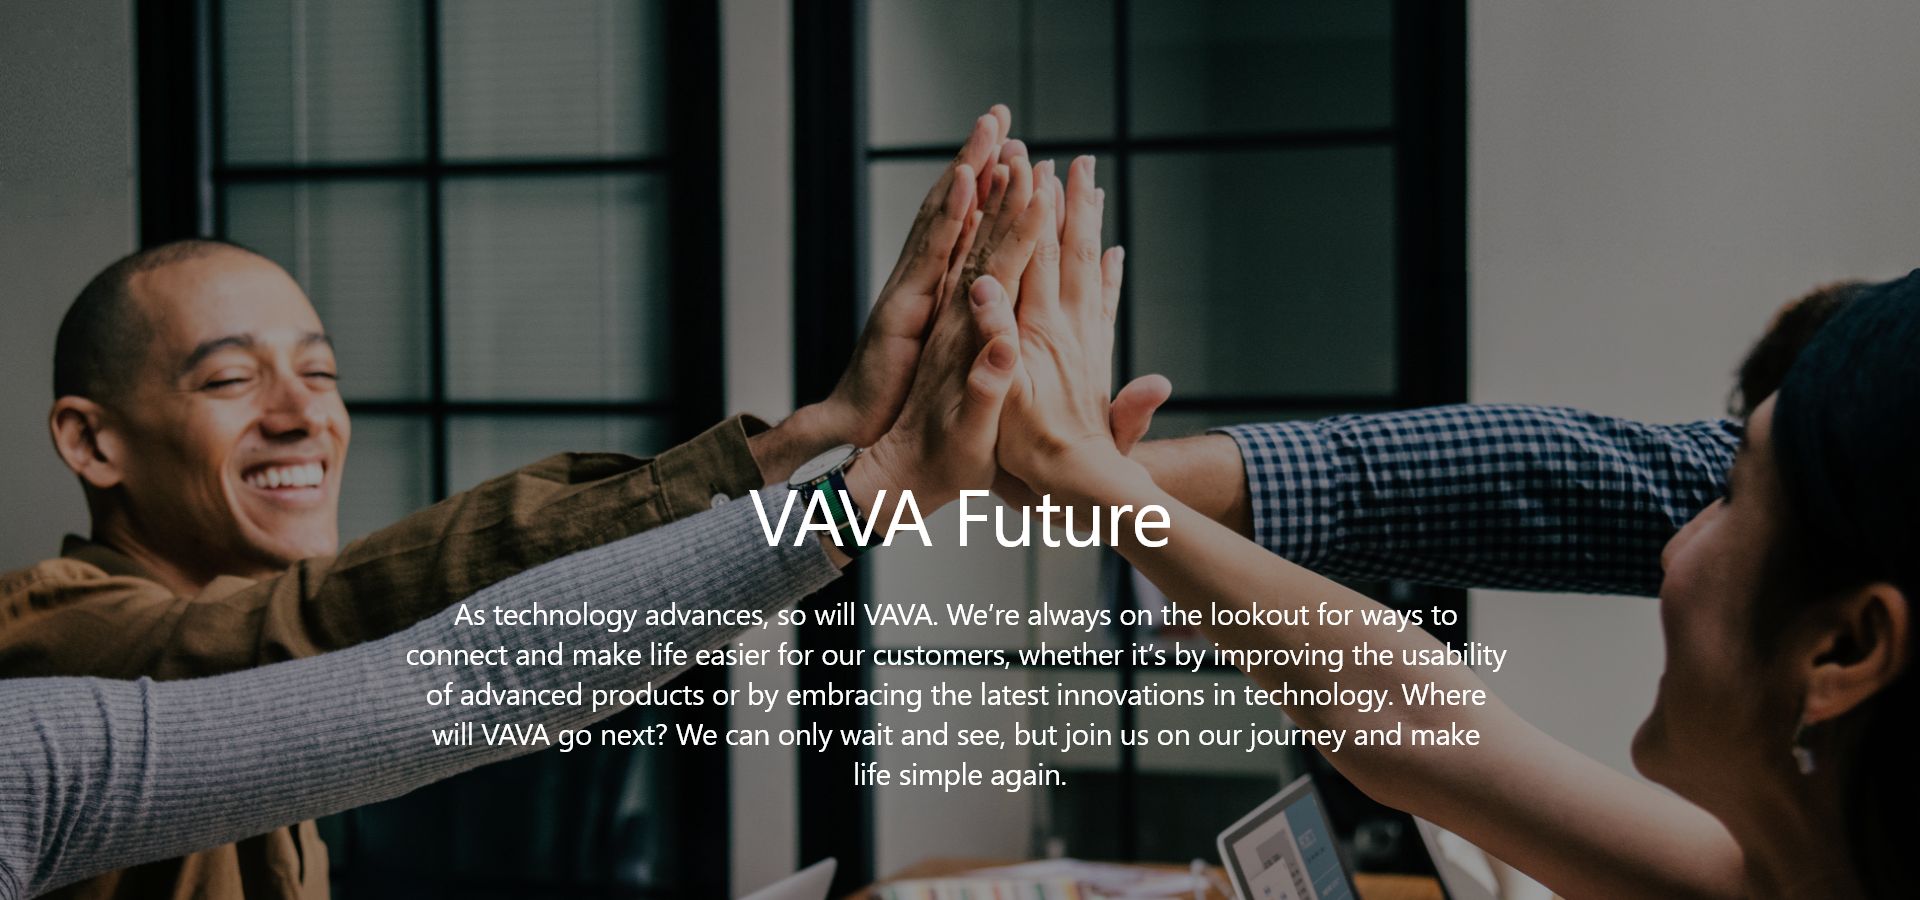 VAVA Future
As technology advances, so will VAVA. We’re always on the lookout for ways to
connect and make life easier for our customers, whether it’s by improving the usability
of advanced products or by embracing the latest innovations in technology. Where
will VAVA go next? We can only wait and see, but join us on our journey and make
life simple again.